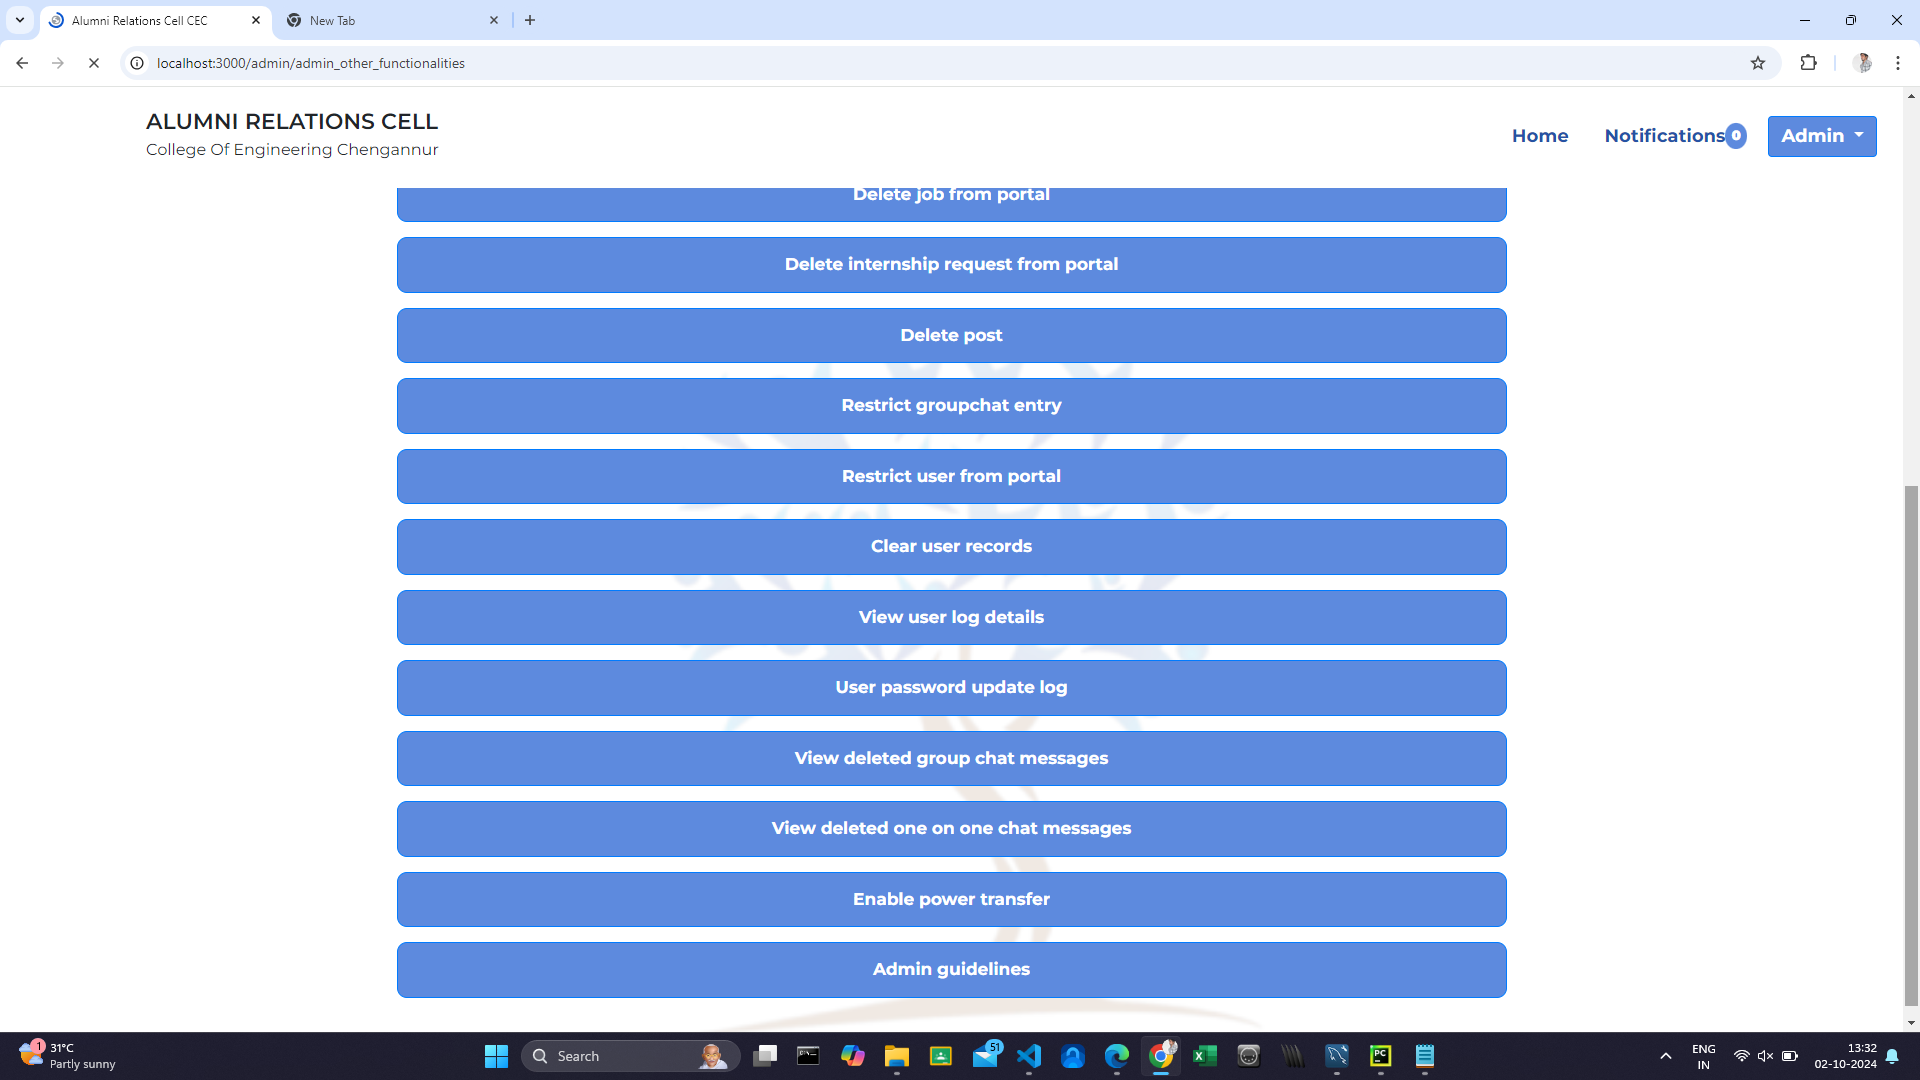 Alumni Relations Cell CEC
New Tab
localhost:3000/admin/admin_other_functionalities
ALUMNI RELATIONS CELL
College Of Engineering Chengannur
Home
Notifications 0
Admin
Delete job from portal
Delete internship request from portal
Delete post
Restrict groupchat entry
Restrict user from portal
Clear user records
View user log details
User password update log
View deleted group chat messages
View deleted one on one chat messages
Enable power transfer
Admin guidelines
1
31°C
Partly sunny
Search
51
PC
ENG
IN
13:32
02-10-2024